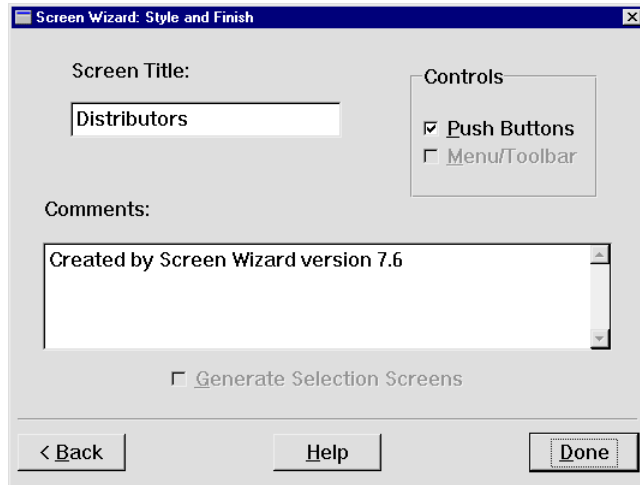 Screen Wizard: Style and Finish
Screen Title:
Distributors
Controls
Push Buttons
Menu/Toolbar
Comments:
Created by Screen Wizard version 7.6
Generate Selection Screens
< Back
Help
Done